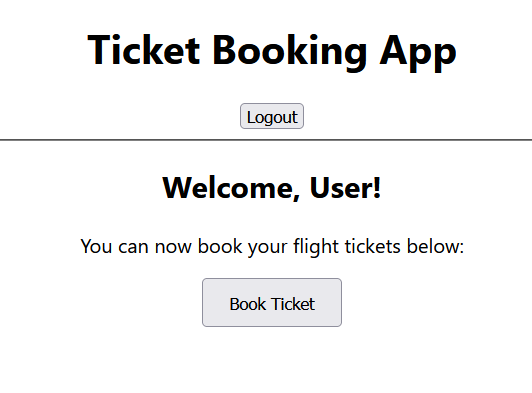 Ticket Booking App
Logout
Welcome, User!
You can now book your flight tickets below:
Book Ticket